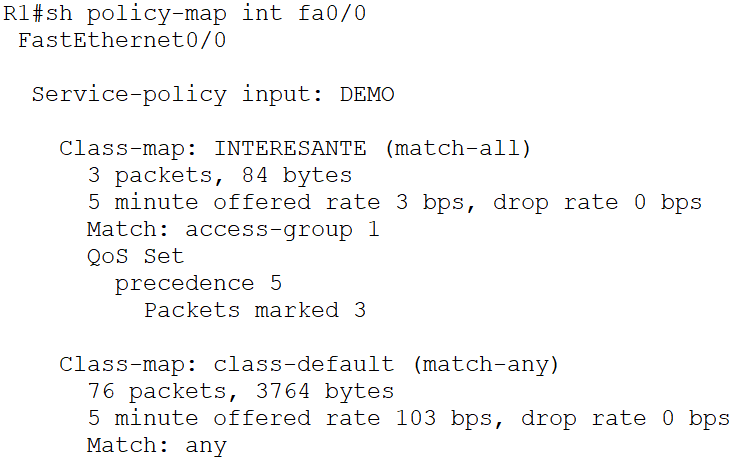 R1#sh policy-map int fa0/0
FastEthernet0/0
Service-policy input: DEMO
Class-map: INTERESANTE (match-all)
3 packets, 84 bytes
5 minute offered rate 3 bps, drop rate 0 bps
Match: access-group 1
QoS Set
precedence 5
Packets marked 3
Class-map: class-default (match-any)
76 packets, 3764 bytes
5 minute offered rate 103 bps, drop rate 0 bps
Match: any